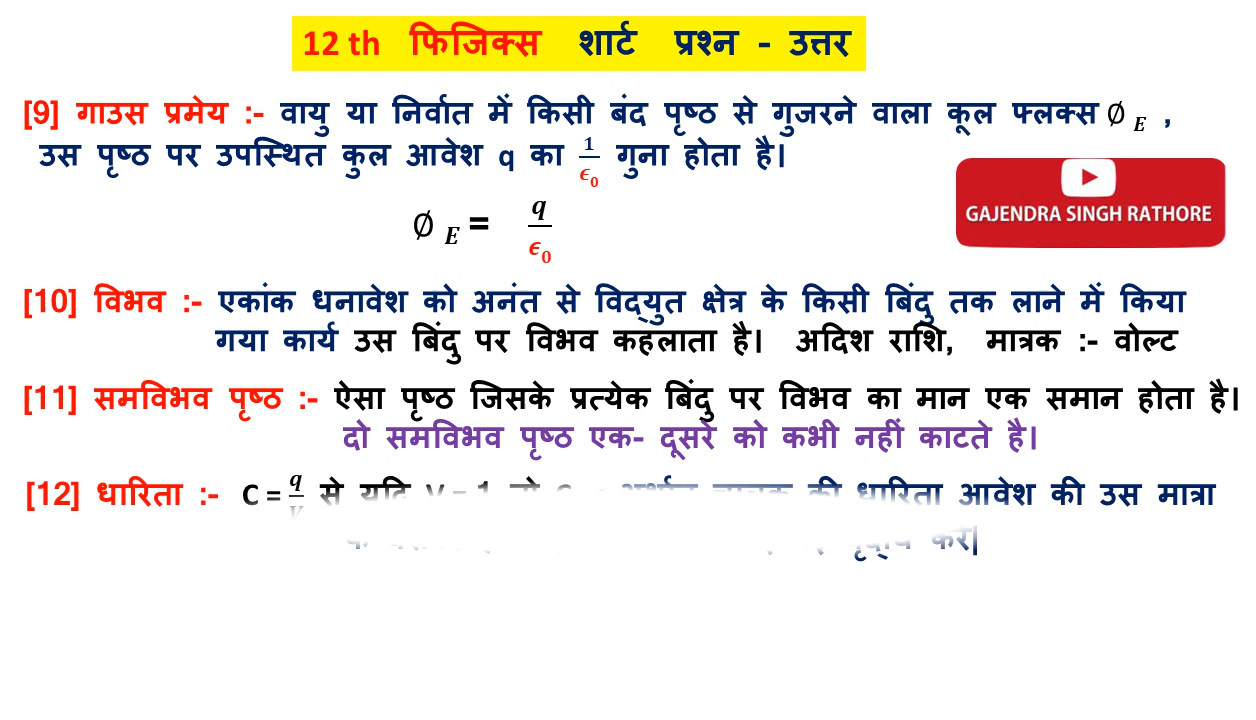 12 th फिजिक्स शार्ट प्रश्न - उत्तर
[9] गाउस प्रमेय :- वायु या निर्वात में किसी बंद पृष्ठ से गुजरने वाला कूल फ्लक्स ∅ E ,
उस पृष्ठ पर उपस्थित कुल आवेश q का 1/ϵ0 गुना होता है।
∅ E = q/ϵ0
GAJENDRA SINGH RATHORE
[10] विभव :- एकांक धनावेश को अनंत से विद्युत क्षेत्र के किसी बिंदु तक लाने में किया
गया कार्य उस बिंदु पर विभव कहलाता है। अदिश राशि, मात्रक :- वोल्ट
[11] समविभव पृष्ठ :- ऐसा पृष्ठ जिसके प्रत्येक बिंदु पर विभव का मान एक समान होता है।
दो समविभव पृष्ठ एक- दूसरे को कभी नहीं काटते है।
[12] धारिता :- C = q/V से यदि V = 1 तो की धारिता आवेश की उस मात्रा
करे|